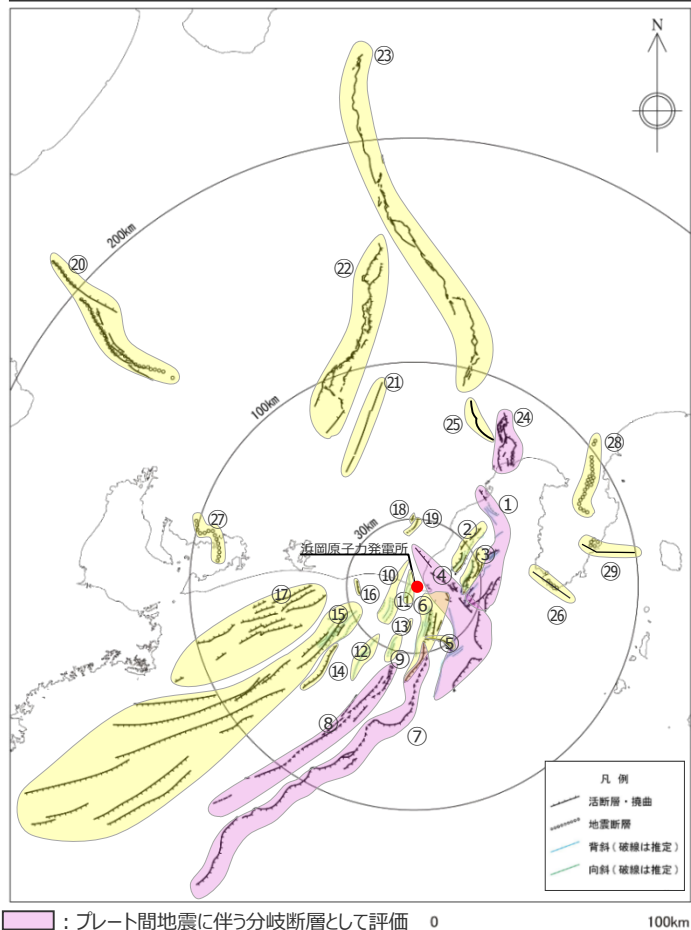 N
㉓
200km
⑳
㉒
㉑
100km
㉕
㉔
㉘
①
⑱
⑲
㉗
30km
②
浜岡原子力発電所
③
④
㉙
⑩
⑯
⑪
⑥
㉖
⑰
⑮
⑬
⑤
⑫
⑨
⑭
⑧
⑦
凡 例
活断層・撓曲
地震断層
背斜(破線は推定)
向斜(破線は推定)
:プレート間地震に伴う分岐断層として評価 0 100km